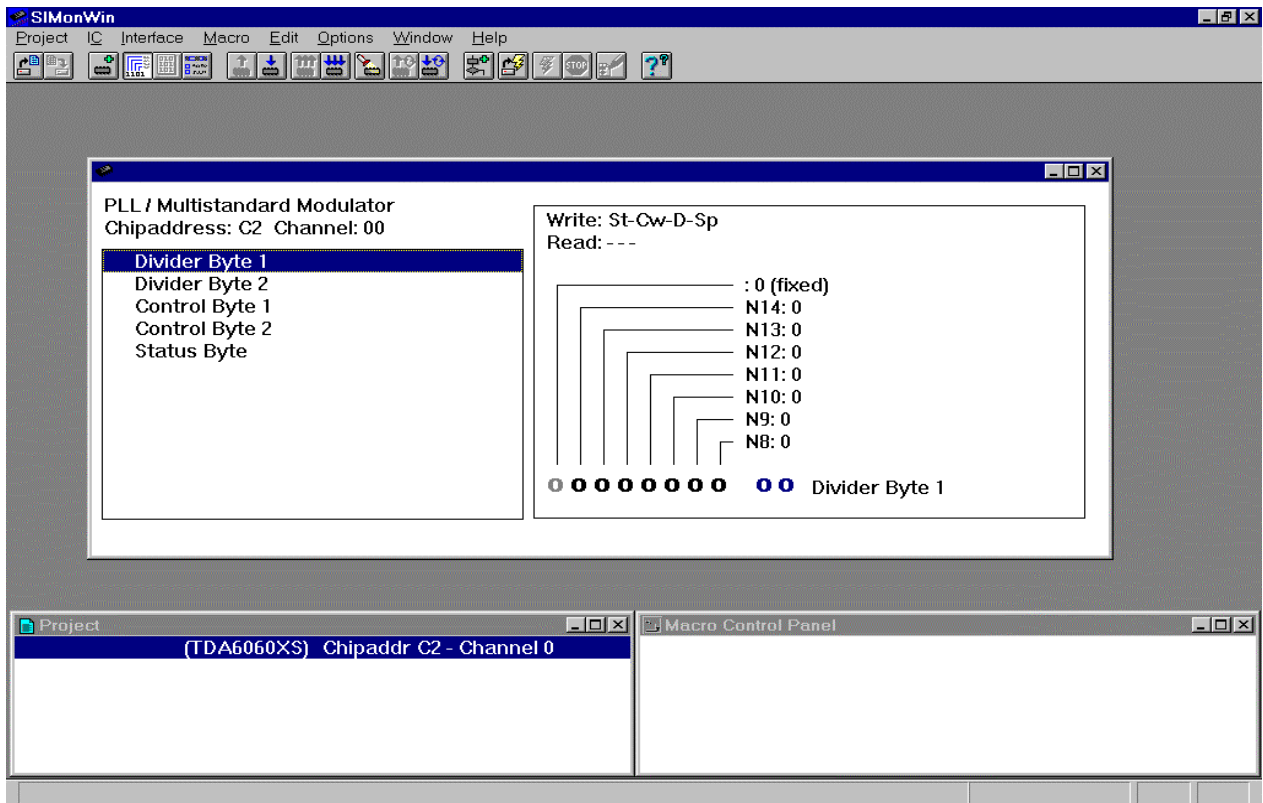 SIMonWin
Project IC Interface Macro Edit Options Window Help
1101
STOP
??
PLL / Multistandard Modulator
Chipaddress: C2 Channel: 00
Divider Byte 1
Divider Byte 2
Control Byte 1
Control Byte 2
Status Byte
Write: St-Cw-D-Sp
Read: - - -
: 0 (fixed)
N14: 0
N13: 0
N12: 0
N11: 0
N10: 0
N9: 0
N8: 0
0 0 0 0 0 0 0 0 0 0 Divider Byte 1
Project
(TDA6060XS) Chipaddr C2 - Channel 0
Macro Control Panel